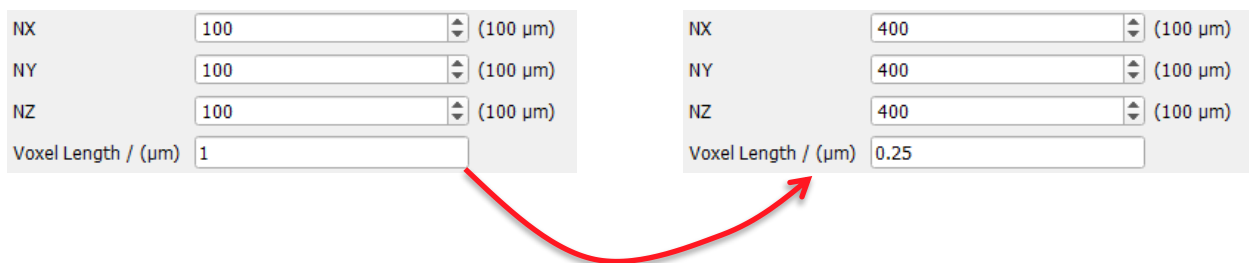 NX 100 (100 µm)
NY 100 (100 µm)
NZ 100 (100 µm)
Voxel Length / (µm) 1
NX 400 (100 µm)
NY 400 (100 µm)
NZ 400 (100 µm)
Voxel Length / (µm) 0.25